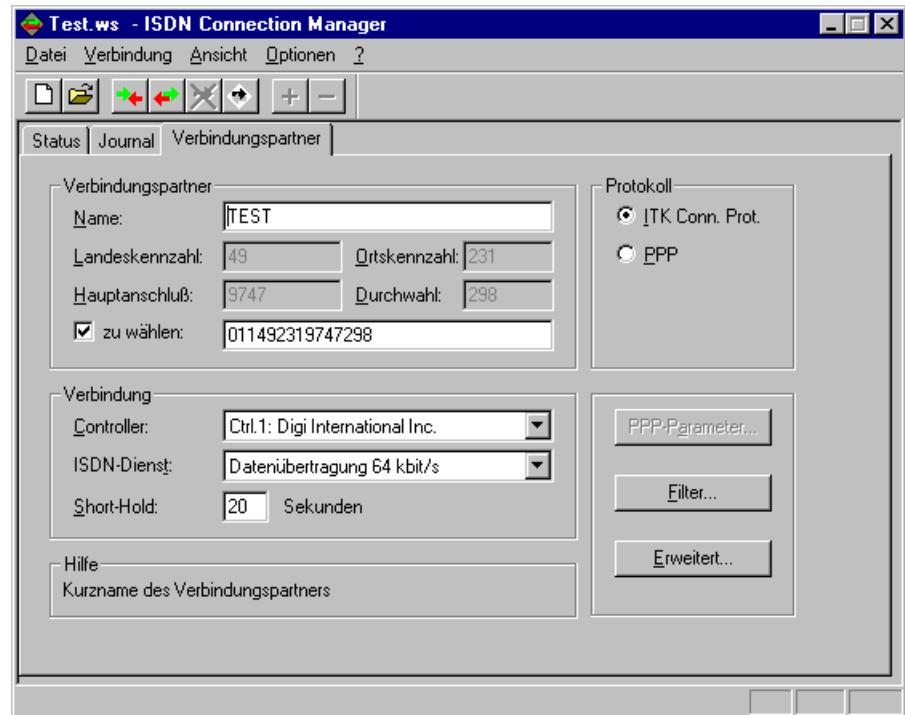 Test.ws - ISDN Connection Manager
Datei Verbindung Ansicht Optionen ?
Status Journal Verbindungspartner
Verbindungspartner
Name: TEST
Landeskennzahl: 49 Ortskennzahl: 231
Hauptanschluß: 9747 Durchwahl: 298
zu wählen: 011492319747298
Protokoll
ITK Conn. Prot.
PPP
Verbindung
Controller: Ctrl.1: Digi International Inc.
ISDN-Dienst: Datenübertragung 64 kbit/s
Short-Hold: 20 Sekunden
PPP-Parameter...
Filter...
Erweitert...
Hilfe
Kurzname des Verbindungspartners